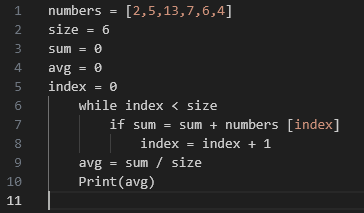 1 numbers = [2,5,13,7,6,4]
2 size = 6
3 sum = 0
4 avg = 0
5 index = 0
6 while index < size
7 if sum = sum + numbers [index]
8 index = index + 1
9 avg = sum / size
10 Print(avg)
11